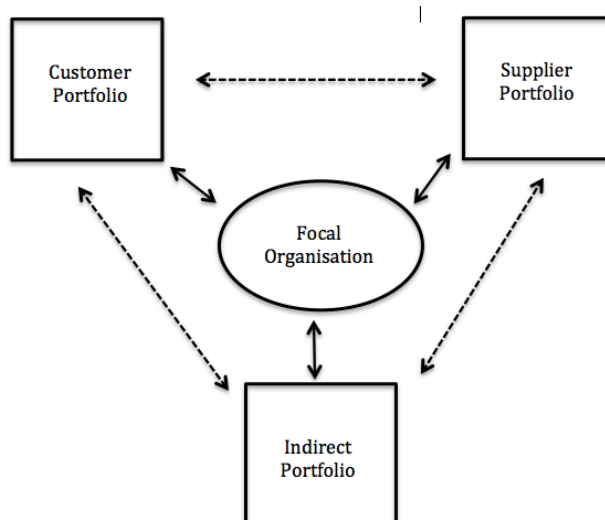 Customer
Portfolio
Supplier
Portfolio
Focal
Organisation
Indirect
Portfolio